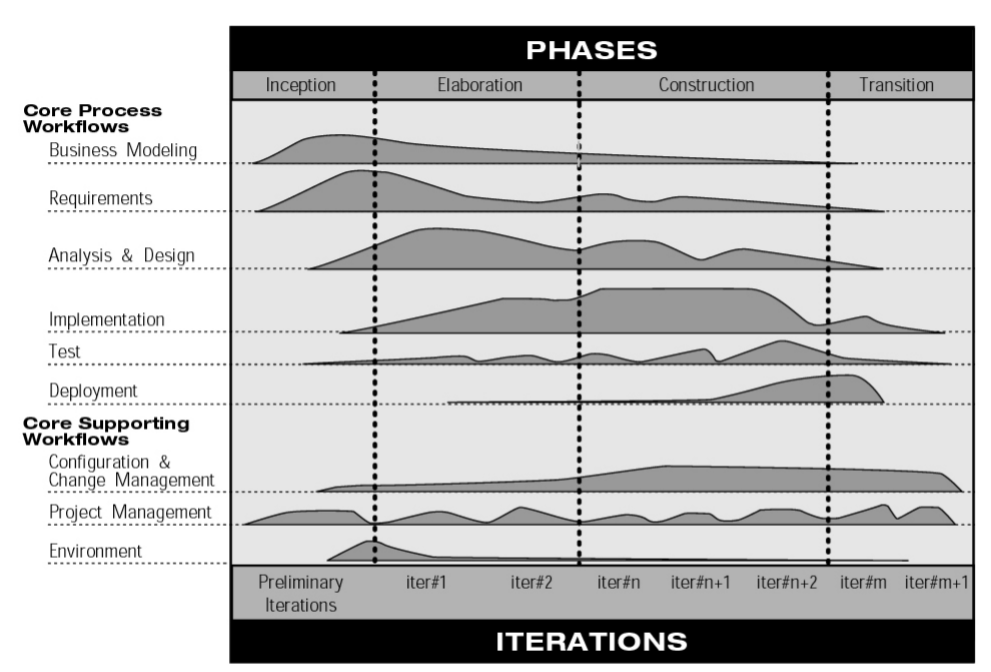 PHASES
Inception Elaboration Construction Transition
Core Process
Workflows
Business Modeling
Requirements
Analysis & Design
Implementation
Test
Deployment
Core Supporting
Workflows
Configuration &
Change Management
Project Management
Environment
Preliminary iter#1 iter#2 iter#n iter#n+1 iter#n+2 iter#m iter#m+1
Iterations
ITERATIONS